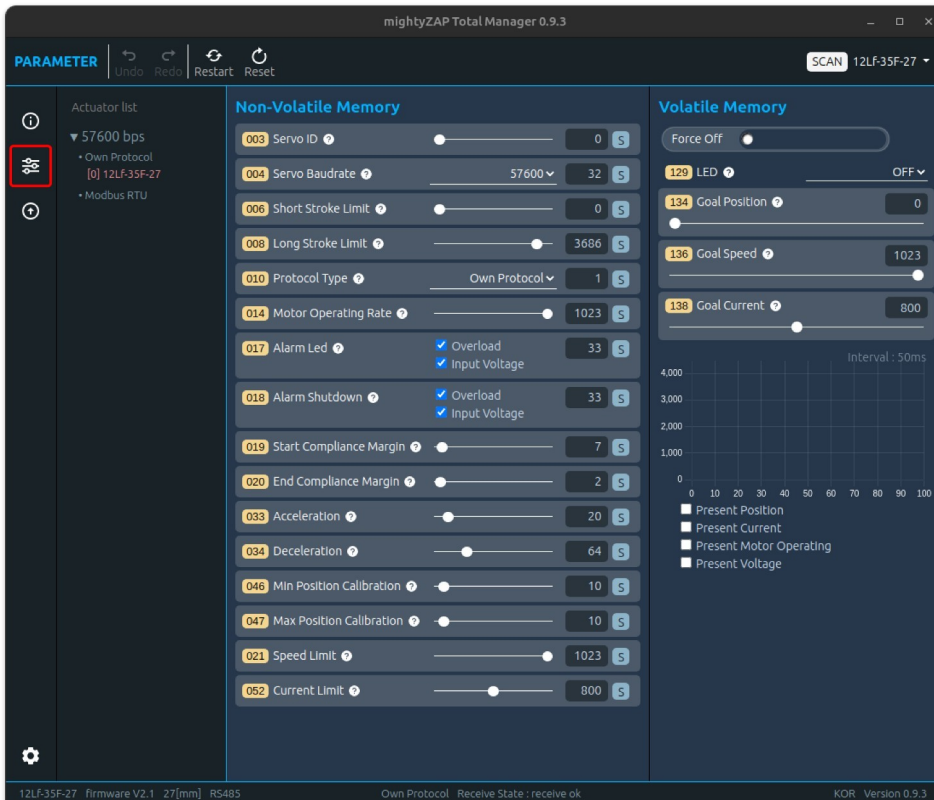 mightyZAP Total Manager 0.9.3
PARAMETER Undo Redo Restart Reset SCAN 12Lf-35F-27
Actuator list
57600 bps
• Own Protocol
[0] 12Lf-35F-27
• Modbus RTU
Non-Volatile Memory
003 Servo ID ? 0 S
004 Servo Baudrate ? 57600 32 S
006 Short Stroke Limit ? 0 S
008 Long Stroke Limit ? 3686 S
010 Protocol Type ? Own Protocol 1 S
014 Motor Operating Rate ? 1023 S
017 Alarm Led ? Overload 33 S
Input Voltage
018 Alarm Shutdown ? Overload 33 S
Input Voltage
019 Start Compliance Margin ? 7 S
020 End Compliance Margin ? 2 S
033 Acceleration ? 20 S
034 Deceleration ? 64 S
046 Min Position Calibration ? 10 S
047 Max Position Calibration ? 10 S
021 Speed Limit ? 1023 S
052 Current Limit ? 800 S
Volatile Memory
Force Off
129 LED ? OFF
134 Goal Position ? 0
136 Goal Speed ? 1023
138 Goal Current ? 800
Interval : 50ms
4,000
3,000
2,000
1,000
0
0 10 20 30 40 50 60 70 80 90 100
Present Position
Present Current
Present Motor Operating
Present Voltage
12Lf-35F-27 firmware V2.1 27[mm] RS485 Own Protocol Receive State : receive ok KOR Version 0.9.3